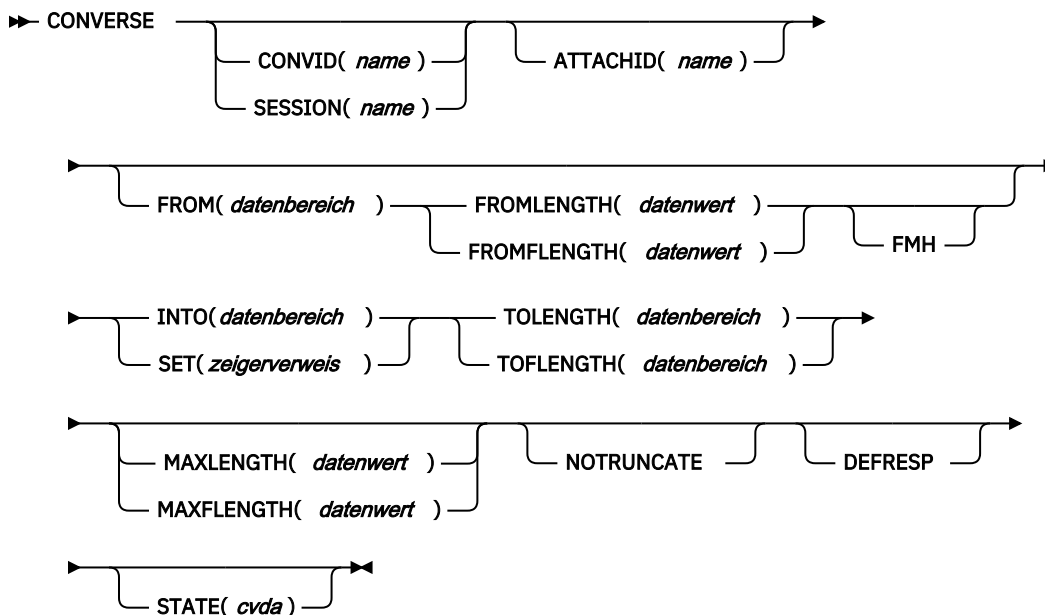 CONVERSE
CONVID( name ) ATTACHID( name )
SESSION( name )
FROM( datenbereich ) FROMLENGTH( datenwert )
FROMFLENGTH( datenwert ) FMH
INTO( datenbereich ) TOLENGTH( datenbereich )
SET( zeigerverweis ) TOFLENGTH( datenbereich )
MAXLENGTH( datenwert ) NOTRUNCATE DEFRESP
MAXFLENGTH( datenwert )
STATE( cvda )